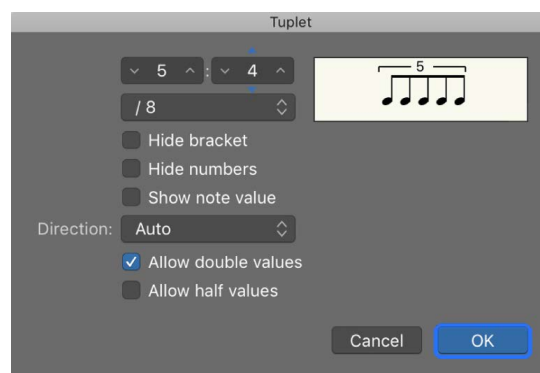 Tuplet
5 : 4
5
/ 8
Hide bracket
Hide numbers
Show note value
Direction: Auto
Allow double values
Allow half values
Cancel OK